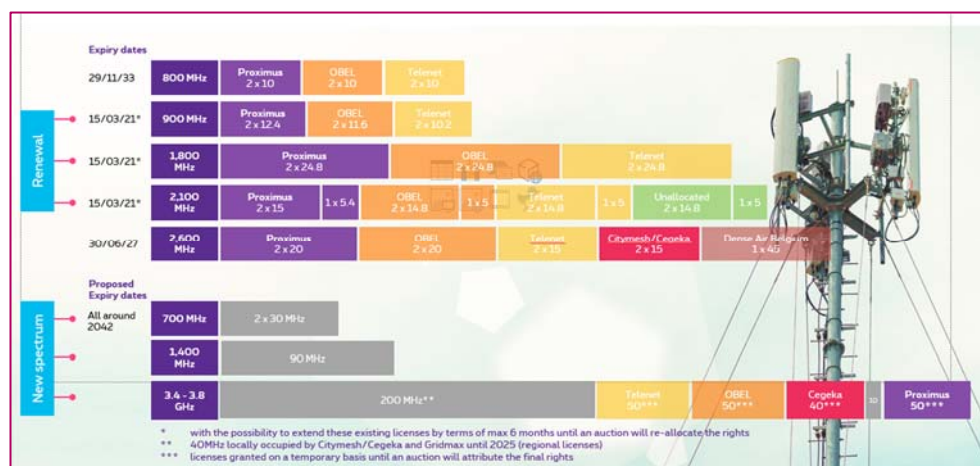 Expiry dates
29/11/33
800 MHz
Proximus
2 x 10
OBEL
2 x 10
Telenet
2 x 10
Renewal
15/03/21*
900 MHz
Proximus
2 x 12.4
OBEL
2 x 11.6
Telenet
2 x 10.2
15/03/21*
1,800
MHz
Proximus
2 x 24.8
OBEL
2 x 24.8
Telenet
2 x 24.8
15/03/21*
2,100
MHz
Proximus
2 x 15
1 x 5.4
OBEL
2 x 14.8
1 x 5
Telenet
2 x 14.8
1 x 5
Unallocated
2 x 14.8
1 x 5
30/06/27
2,600
MHz
Proximus
2 x 20
OBEL
2 x 20
Telenet
2 x 15
Citymesh/Cegeka
2 x 15
Dense Air Belgium
1 x 45
Proposed
Expiry dates
New spectrum
All around
2042
700 MHz
2 x 30 MHz
1,400
MHz
90 MHz
3.4 - 3.8
GHz
200 MHz**
Telenet
50***
OBEL
50***
Cegeka
40***
10
Proximus
50***
* with the possibility to extend these existing licenses by terms of max 6 months until an auction will re-allocate the rights
** 40MHz locally occupied by Citymesh/Cegeka and Gridmax until 2025 (regional licenses)
*** licenses granted on a temporary basis until an auction will attribute the final rights